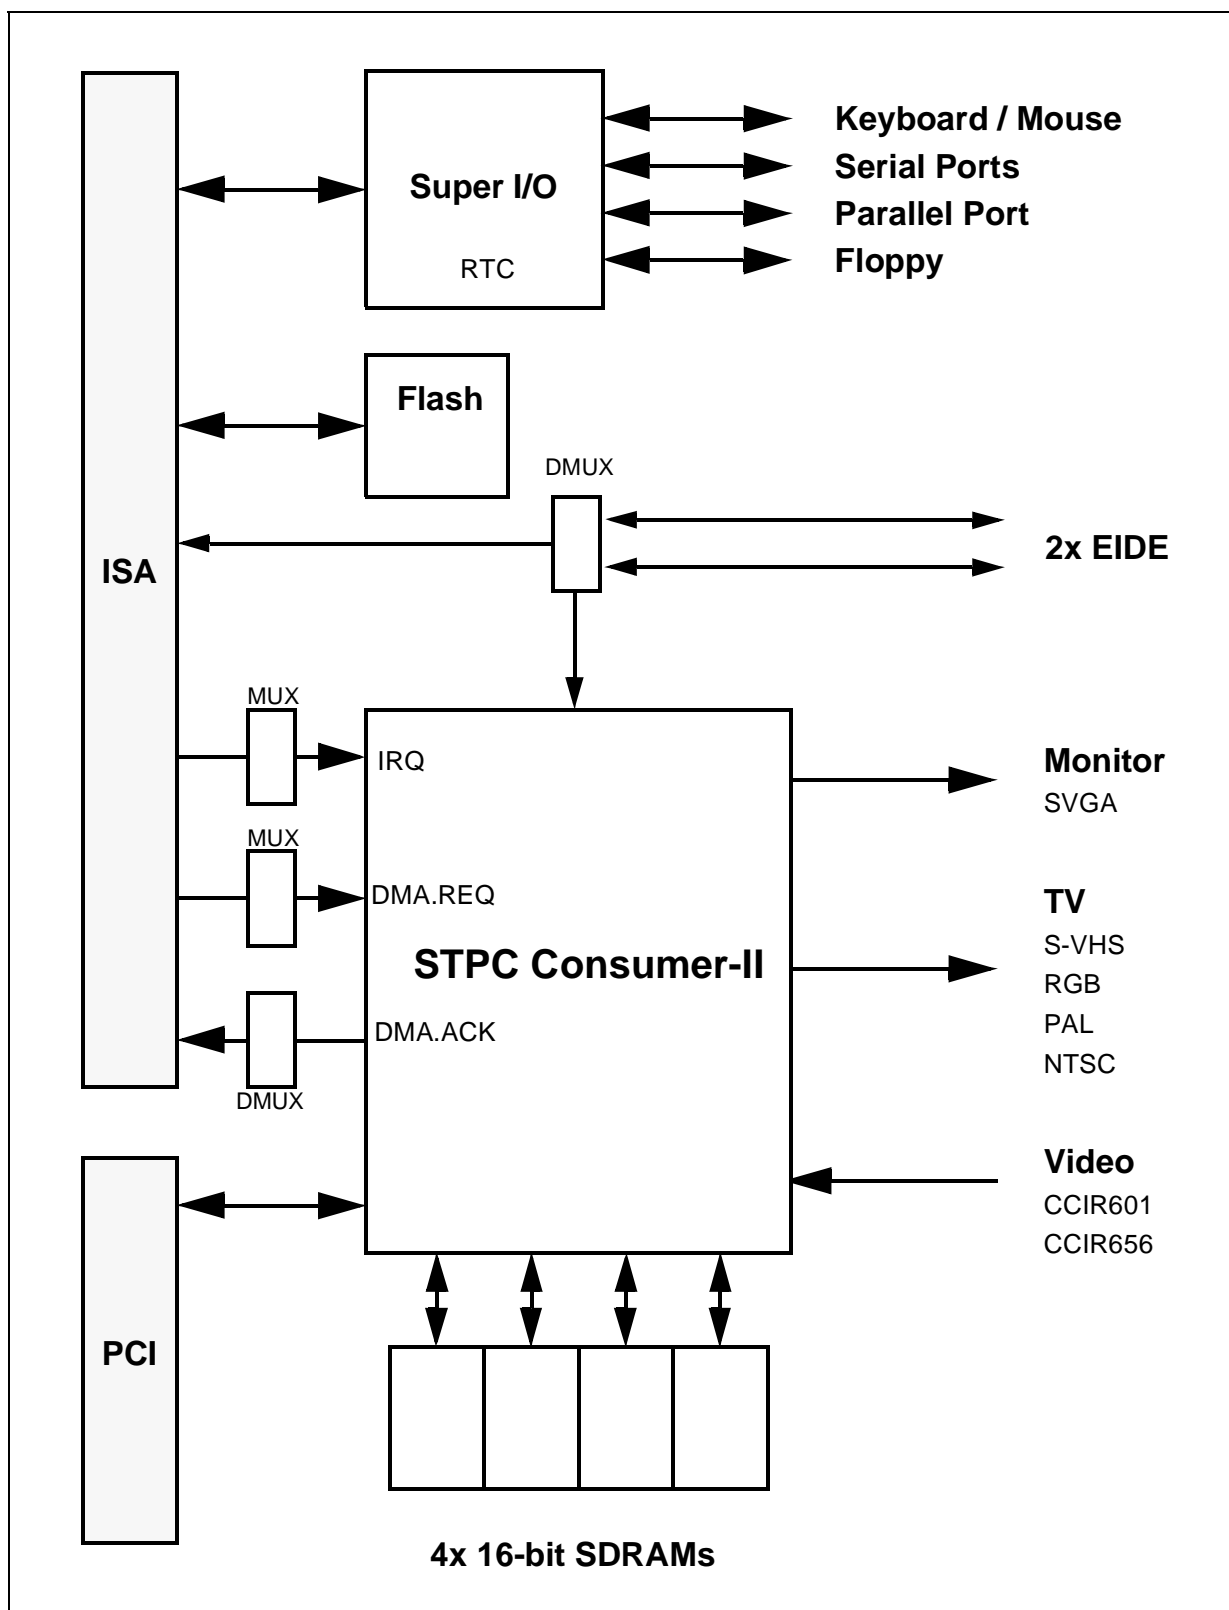 Keyboard / Mouse
Serial Ports
Super I/O
Parallel Port
RTC
Floppy
Flash
DMUX
2x EIDE
ISA
MUX
IRQ
Monitor
SVGA
MUX
DMA.REQ
TV
STPC Consumer-II
S-VHS
RGB
PAL
NTSC
DMA.ACK
DMUX
Video
CCIR601
CCIR656
PCI
4x 16-bit SDRAMs